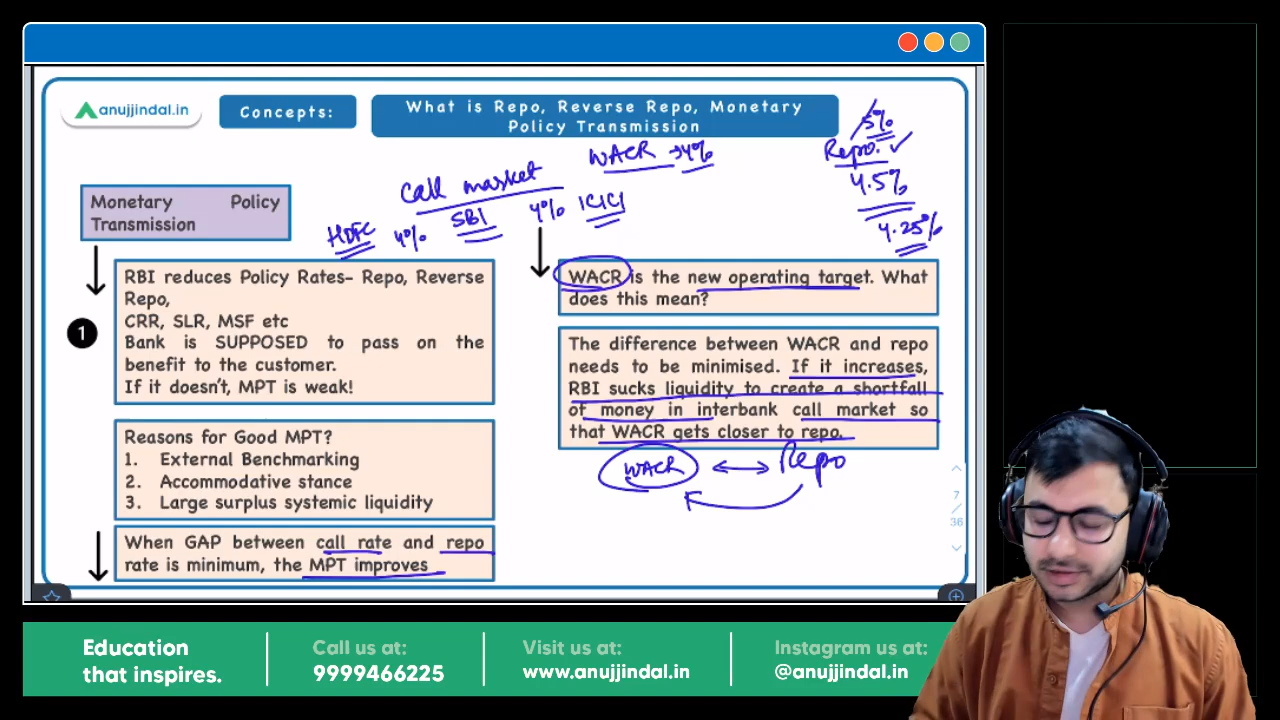 anujjindal.in
Concepts:
What is Repo, Reverse Repo, Monetary
Policy Transmission
5%
Repo. ✓
4.5%
4.25%
WACR → 4%
Call market
HDFC 4% SBI 4% ICICI
Monetary Policy
Transmission
1
RBI reduces Policy Rates- Repo, Reverse
Repo,
CRR, SLR, MSF etc
Bank is SUPPOSED to pass on the
benefit to the customer.
If it doesn't, MPT is weak!
Reasons for Good MPT?
1. External Benchmarking
2. Accommodative stance
3. Large surplus systemic liquidity
When GAP between call rate and repo
rate is minimum, the MPT improves
WACR is the new operating target. What
does this mean?
The difference between WACR and repo
needs to be minimised. If it increases,
RBI sucks liquidity to create a shortfall
of money in interbank call market so
that WACR gets closer to repo.
WACR ↔ Repo
7
/
36
Education
that inspires.
Call us at:
9999466225
Visit us at:
www.anujjindal.in
Instagram us at:
@anujjindal.in